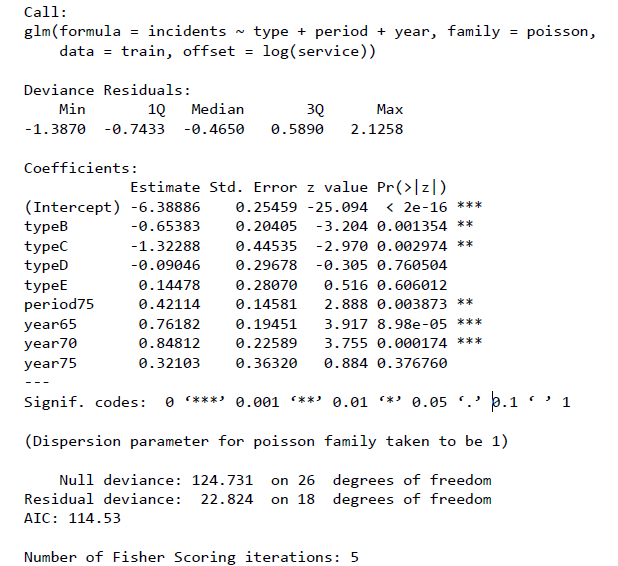 Call:
glm(formula = incidents ~ type + period + year, family = poisson,
    data = train, offset = log(service))

Deviance Residuals:
    Min       1Q   Median       3Q      Max
-1.3870  -0.7433  -0.4650   0.5890   2.1258

Coefficients:
            Estimate Std. Error z value Pr(>|z|)
(Intercept) -6.38886    0.25459 -25.094  < 2e-16 ***
typeB       -0.65383    0.20405  -3.204 0.001354 **
typeC       -1.32288    0.44535  -2.970 0.002974 **
typeD       -0.09046    0.29678  -0.305 0.760504
typeE        0.14478    0.28070   0.516 0.606012
period75     0.42114    0.14581   2.888 0.003873 **
year65       0.76182    0.19451   3.917 8.98e-05 ***
year70       0.84812    0.22589   3.755 0.000174 ***
year75       0.32103    0.36320   0.884 0.376760
---
Signif. codes:  0 ‘***’ 0.001 ‘**’ 0.01 ‘*’ 0.05 ‘.’ 0.1 ‘ ’ 1

(Dispersion parameter for poisson family taken to be 1)

    Null deviance: 124.731  on 26  degrees of freedom
Residual deviance:  22.824  on 18  degrees of freedom
AIC: 114.53

Number of Fisher Scoring iterations: 5